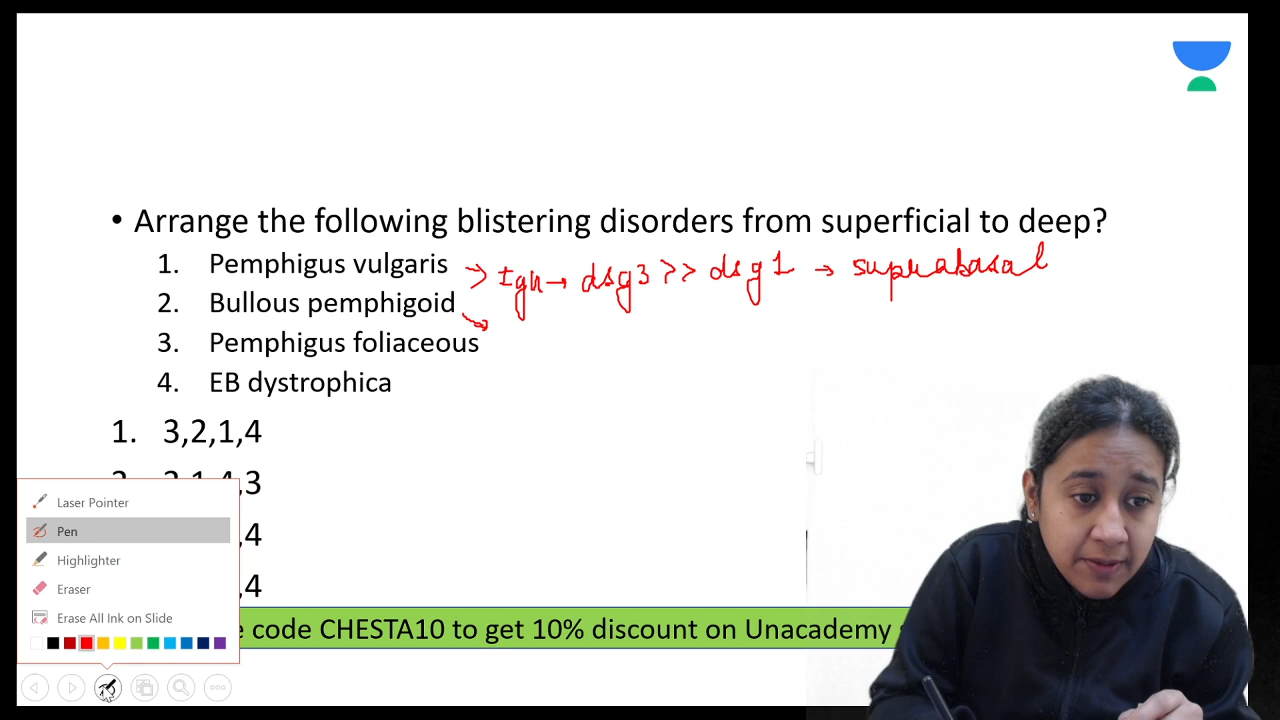 • Arrange the following blistering disorders from superficial to deep?
1. Pemphigus vulgaris → Ign → dsg3 >> dsg1 → suprabasal
2. Bullous pemphigoid →
3. Pemphigus foliaceous
4. EB dystrophica
1. 3,2,1,4
,3
,4
,4
Laser Pointer
Pen
Highlighter
Eraser
Erase All Ink on Slide
code CHESTA10 to get 10% discount on Unacademy